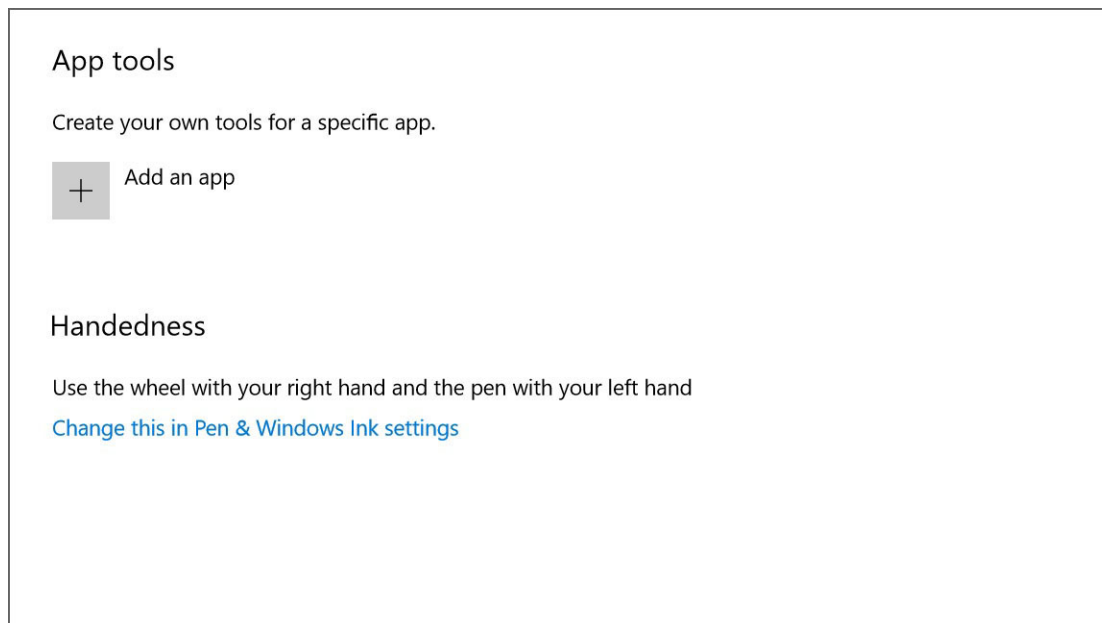 App tools
Create your own tools for a specific app.
Add an app
Handedness
Use the wheel with your right hand and the pen with your left hand
Change this in Pen & Windows Ink settings